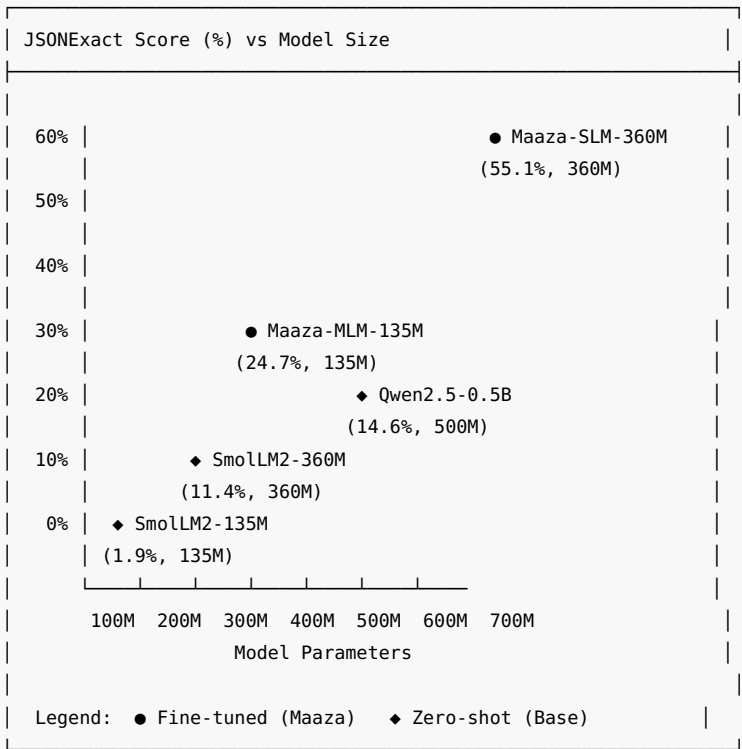 JSONExact Score (%) vs Model Size
60% ● Maaza-SLM-360M
(55.1%, 360M)
50%
40%
30% ● Maaza-MLM-135M
(24.7%, 135M)
20% ◆ Qwen2.5-0.5B
(14.6%, 500M)
10% ◆ SmolLM2-360M
(11.4%, 360M)
0% ◆ SmolLM2-135M
(1.9%, 135M)
100M 200M 300M 400M 500M 600M 700M
Model Parameters
Legend: ● Fine-tuned (Maaza) ◆ Zero-shot (Base)